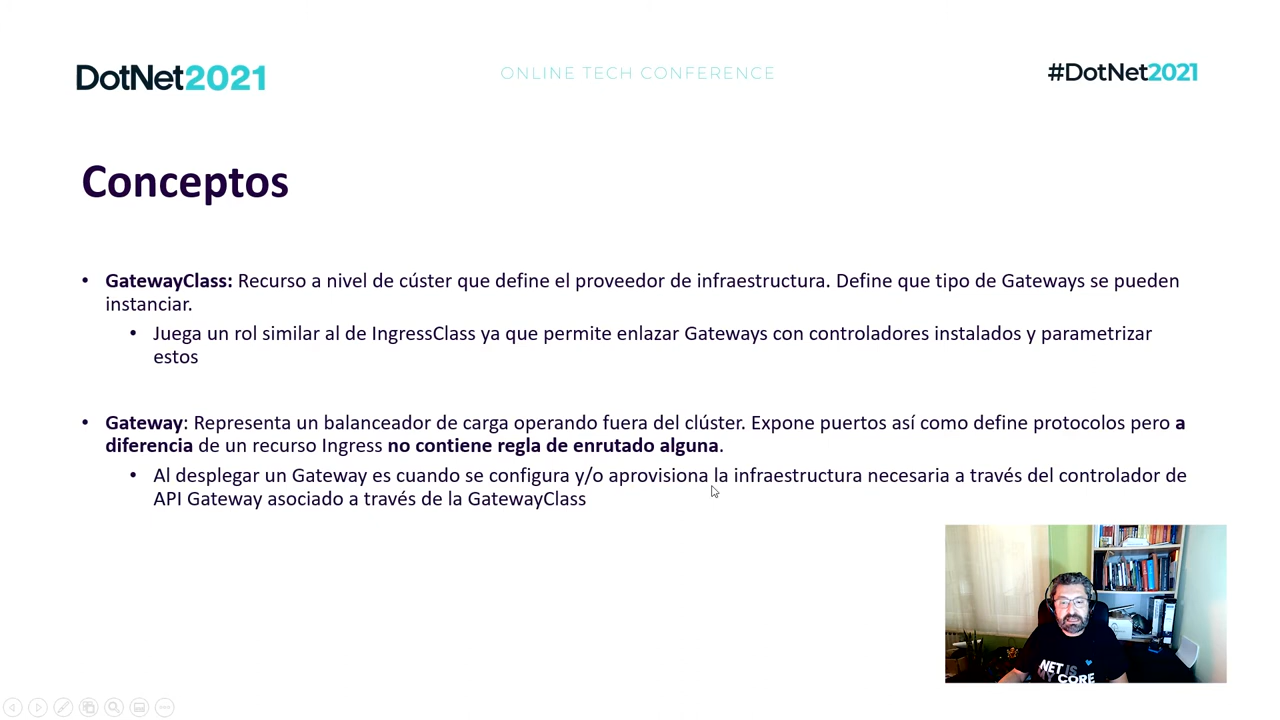 DotNet2021
ONLINE TECH CONFERENCE
#DotNet2021
Conceptos
• GatewayClass: Recurso a nivel de cúster que define el proveedor de infraestructura. Define que tipo de Gateways se pueden
instanciar.
• Juega un rol similar al de IngressClass ya que permite enlazar Gateways con controladores instalados y parametrizar
estos
• Gateway: Representa un balanceador de carga operando fuera del clúster. Expone puertos así como define protocolos pero a
diferencia de un recurso Ingress no contiene regla de enrutado alguna.
• Al desplegar un Gateway es cuando se configura y/o aprovisiona la infraestructura necesaria a través del controlador de
API Gateway asociado a través de la GatewayClass
NET IS
MY CORE